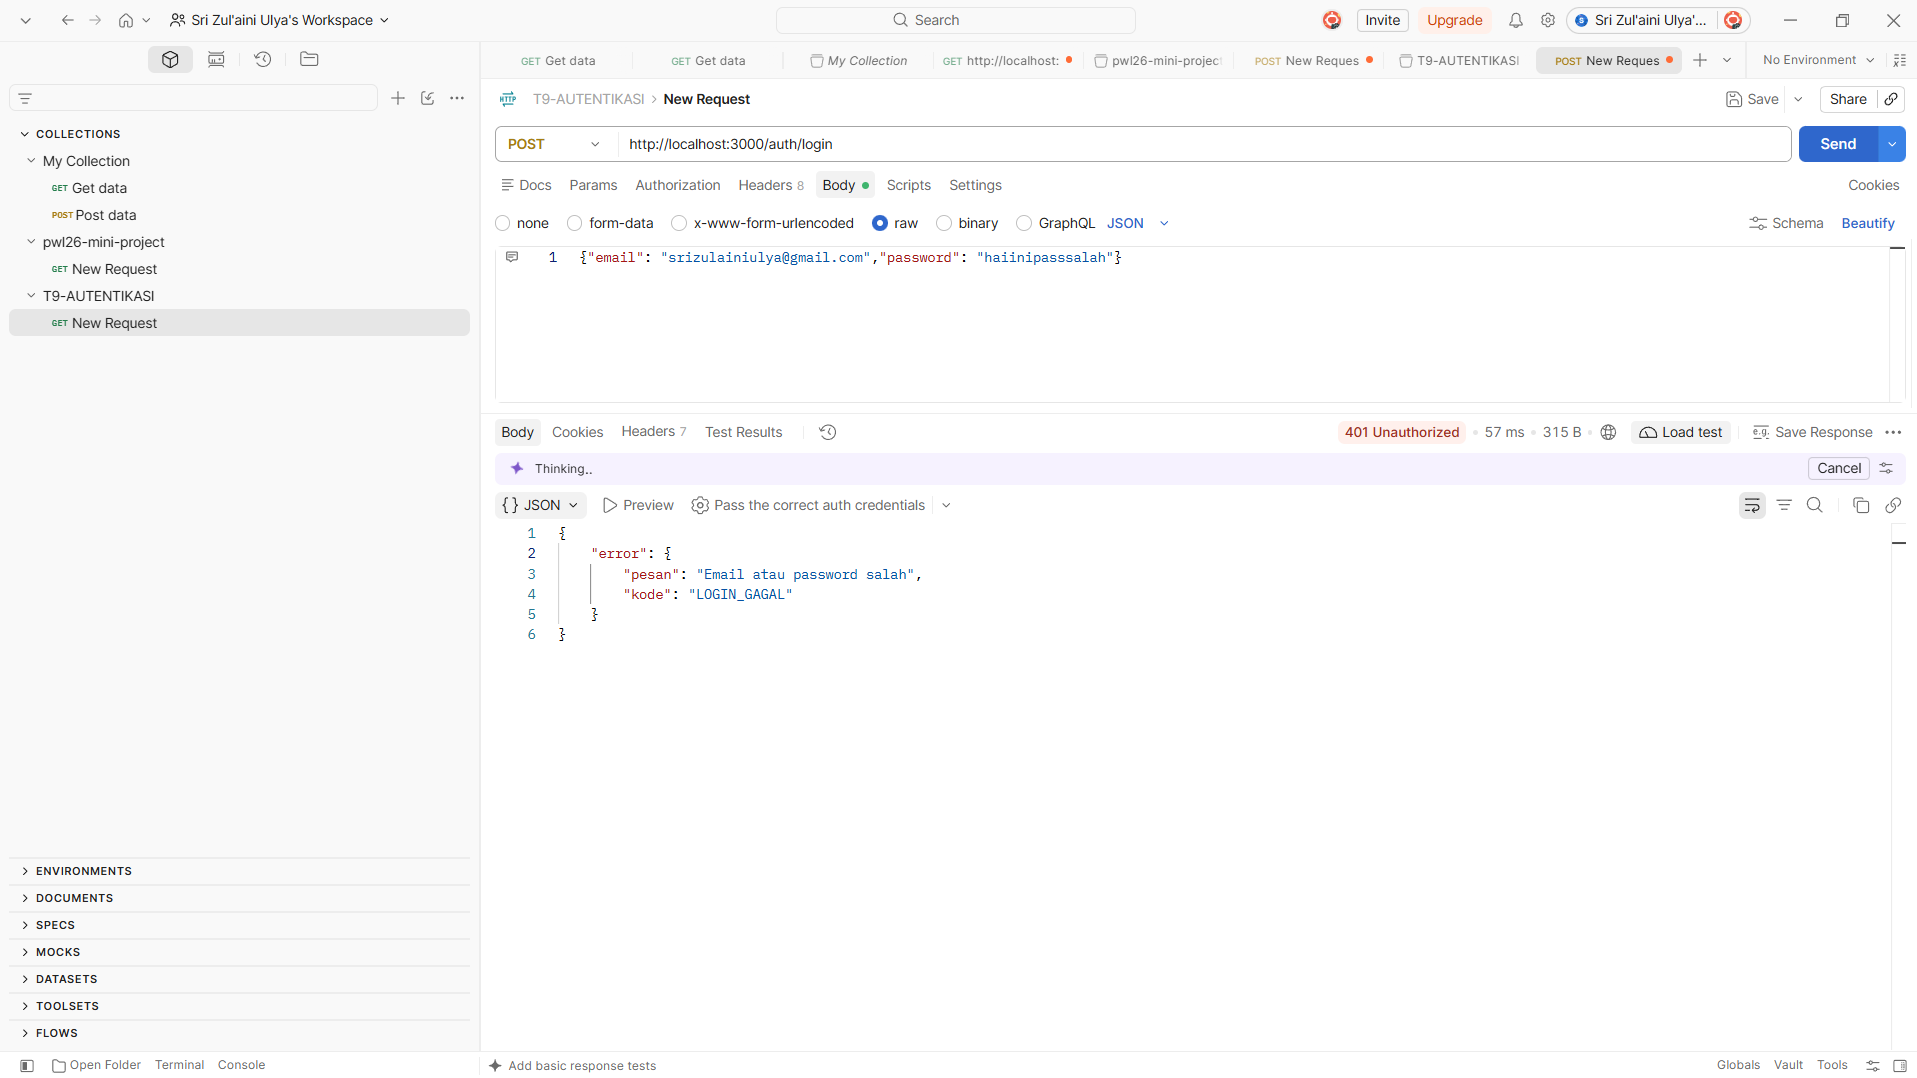 Sri Zul'aini Ulya's Workspace
Search
Invite
Upgrade
Sri Zul'aini Ulya'...
GET Get data
GET Get data
My Collection
GET http://localhost:
pwl26-mini-project
POST New Reques
T9-AUTENTIKASI
POST New Reques
No Environment
T9-AUTENTIKASI > New Request
Save
Share
COLLECTIONS
My Collection
GET Get data
POST Post data
pwl26-mini-project
GET New Request
T9-AUTENTIKASI
GET New Request
POST
http://localhost:3000/auth/login
Send
Docs Params Authorization Headers 8 Body Scripts Settings
Cookies
none form-data x-www-form-urlencoded raw binary GraphQL JSON
Schema Beautify
1 {"email": "srizulainiulya@gmail.com","password": "haiinipasssalah"}
Body Cookies Headers 7 Test Results
401 Unauthorized • 57 ms • 315 B
Load test
e.g. Save Response
Thinking..
Cancel
{} JSON Preview Pass the correct auth credentials
1 {
2 "error": {
3 "pesan": "Email atau password salah",
4 "kode": "LOGIN_GAGAL"
5 }
6 }
ENVIRONMENTS
DOCUMENTS
SPECS
MOCKS
DATASETS
TOOLSETS
FLOWS
Open Folder Terminal Console
Add basic response tests
Globals Vault Tools